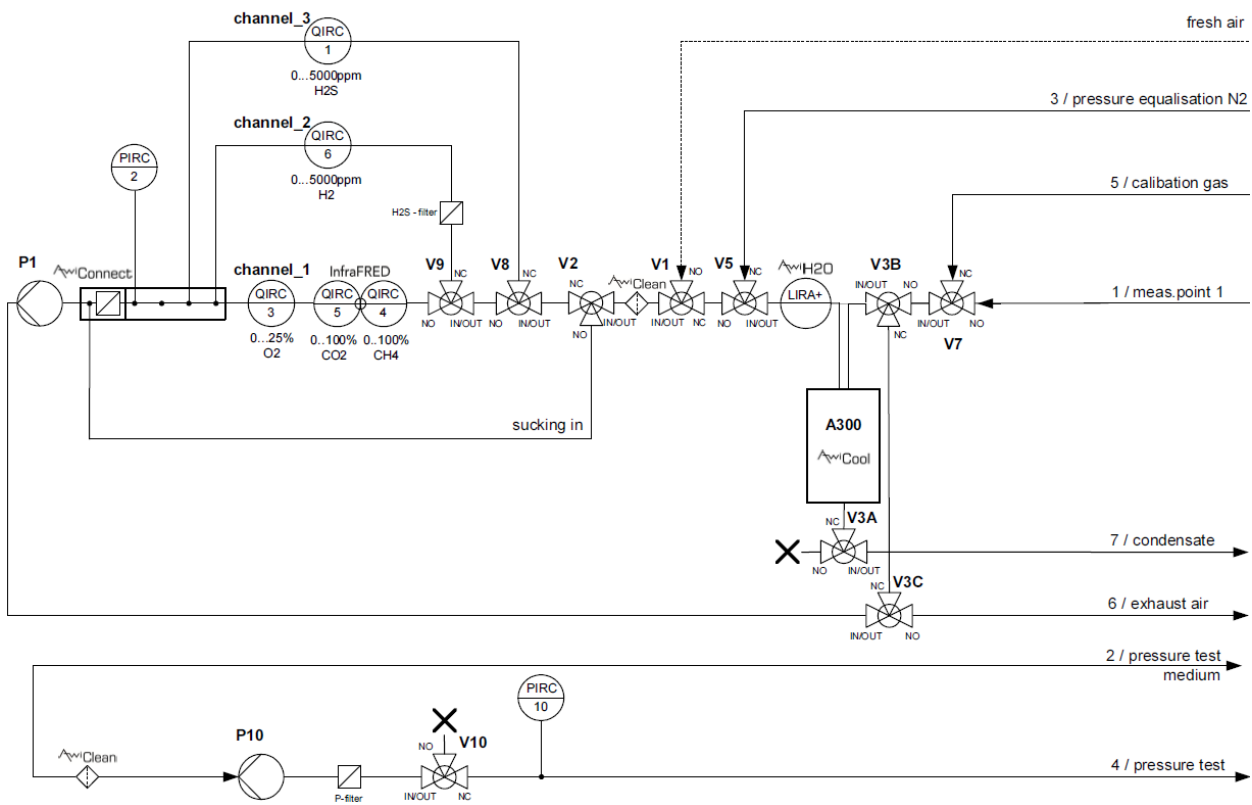 channel_3
QIRC
1
0...5000ppm
H2S
fresh air
3 / pressure equalisation N2
channel_2
QIRC
6
0...5000ppm
H2
PIRC
2
H2S - filter
5 / calibation gas
P1
AwiConnect
channel_1
InfraFRED
V9
V8
V2
AwiClean
V1
V5
AwiH2O
V3B
NC
NC
NC
NO
NC
NC
QIRC
3
QIRC
5
QIRC
4
LIRA+
IN/OUT
NO
1 / meas.point 1
NO
IN/OUT
NO
IN/OUT
NO
IN/OUT
IN/OUT
NC
NO
IN/OUT
NC
IN/OUT
NO
V7
0...25%
O2
0..100%
CO2
0..100%
CH4
sucking in
A300
AwiCool
NC
V3A
NO
IN/OUT
7 / condensate
NC
V3C
IN/OUT
NO
6 / exhaust air
2 / pressure test
medium
PIRC
10
AwiClean
P10
NO
V10
P-filter
IN/OUT
NC
4 / pressure test